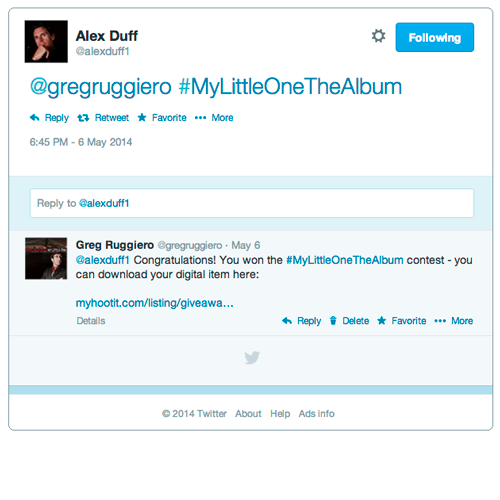 Alex Duff
@alexduff1
Following
@gregruggiero #MyLittleOneTheAlbum
Reply Retweet Favorite More
6:45 PM - 6 May 2014
Reply to @alexduff1
Greg Ruggiero @gregruggiero · May 6
@alexduff1 Congratulations! You won the #MyLittleOneTheAlbum contest - you
can download your digital item here:
myhootit.com/listing/giveawa...
Details
Reply Delete Favorite More
© 2014 Twitter About Help Ads info